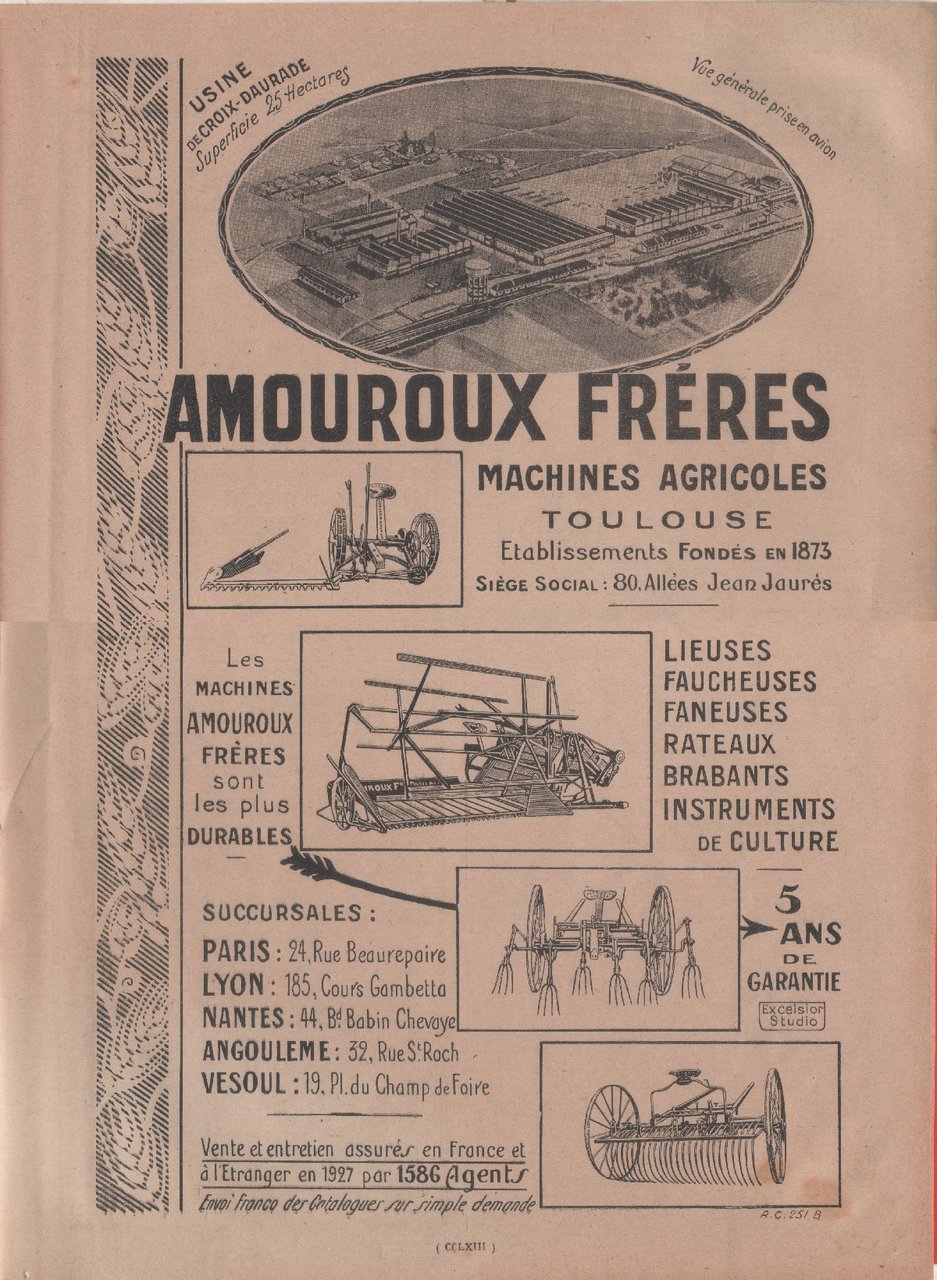 USINE
DE CROIX-DAURADE
Superficie 25 Hectares
Vue générale prise en avion
AMOUROUX FRÉRES
MACHINES AGRICOLES
TOULOUSE
Etablissements FONDÉS EN 1873
SIÈGE SOCIAL : 80, Allées Jean Jaurés
Les
MACHINES
AMOUROUX
FRÈRES
sont
les plus
DURABLES
LIEUSES
FAUCHEUSES
FANEUSES
RATEAUX
BRABANTS
INSTRUMENTS
DE CULTURE
5
ANS
DE
GARANTIE
Excelsior
Studio
SUCCURSALES :
PARIS : 24, Rue Beaurepaire
LYON : 185, Cours Gambetta
NANTES : 44, Bd Babin Chevaye
ANGOULEME : 32, Rue St Roch
VESOUL : 19, Pl. du Champ de Foire
Vente et entretien assurés en France et
à l'Etranger en 1927 par 1586 Agents
Envoi Franco des Catalogues sur simple demande
R.C. 251 B
( CCLXIII )